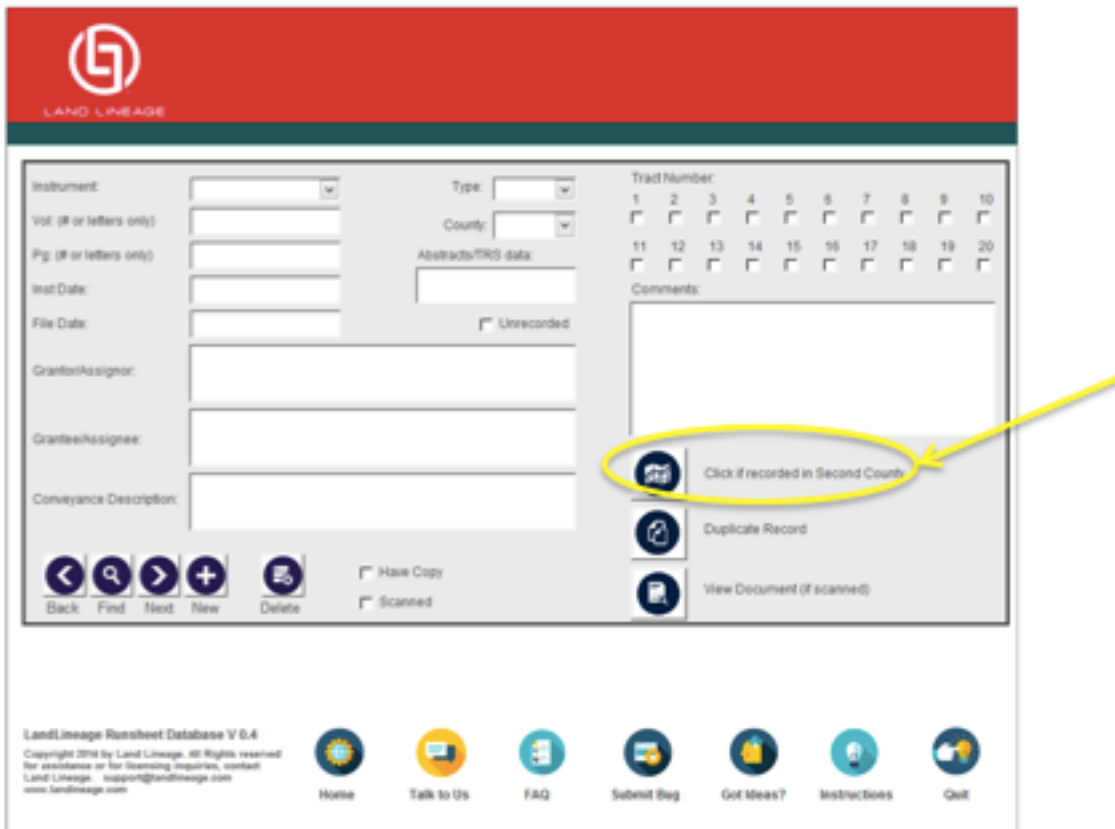 LAND LINEAGE
Instrument:
Type:
Tract Number:
1 2 3 4 5 6 7 8 9 10
Vol: (# or letters only)
County:
11 12 13 14 15 16 17 18 19 20
Pg: (# or letters only)
Abstracts/TRS data:
Inst Date:
Comments:
File Date:
Unrecorded
Grantor/Assignor:
Grantee/Assignee:
Click if recorded in Second County
Conveyance Description:
Duplicate Record
Have Copy
Scanned
View Document (if scanned)
Back Find Next New Delete
LandLineage Runsheet Database V 0.4
Copyright 2014 by Land Lineage. All Rights reserved
for assistance or for licensing inquiries, contact
Land Lineage. support@landlineage.com
www.landlineage.com
Home Talk to Us FAQ Submit Bug Got Ideas? Instructions Quit